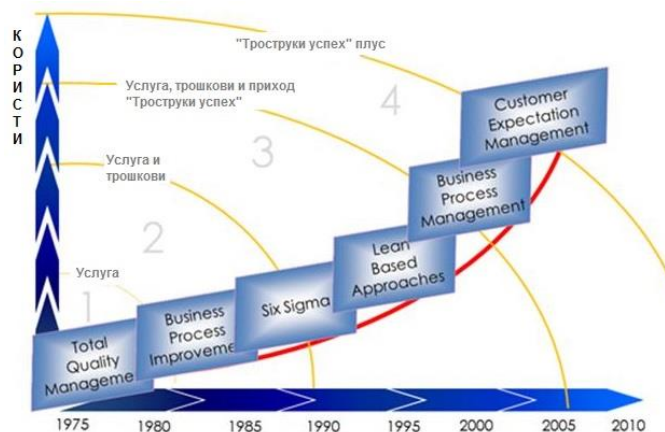 КОРИСТИ
"Троструки успех" плус
Услуга, трошкови и приход
"Троструки успех"
4
Customer
Expectation
Management
3
Услуга и
трошкови
Business
Process
Management
2
Lean
Based
Approaches
Услуга
1
Six Sigma
Business
Process
Improveme
Total
Quality
Manageme
1975 1980 1985 1990 1995 2000 2005 2010